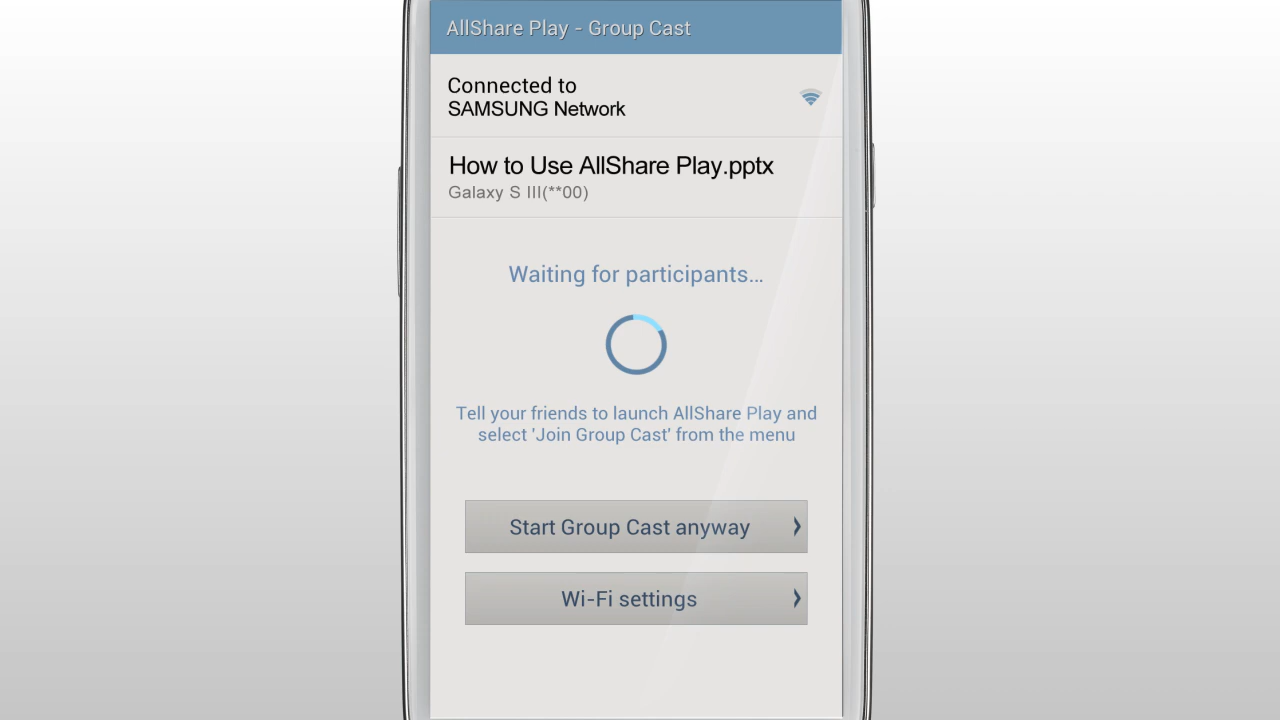 AllShare Play - Group Cast
Connected to
SAMSUNG Network
How to Use AllShare Play.pptx
Galaxy S III(**00)
Waiting for participants...
Tell your friends to launch AllShare Play and
select 'Join Group Cast' from the menu
Start Group Cast anyway
Wi-Fi settings